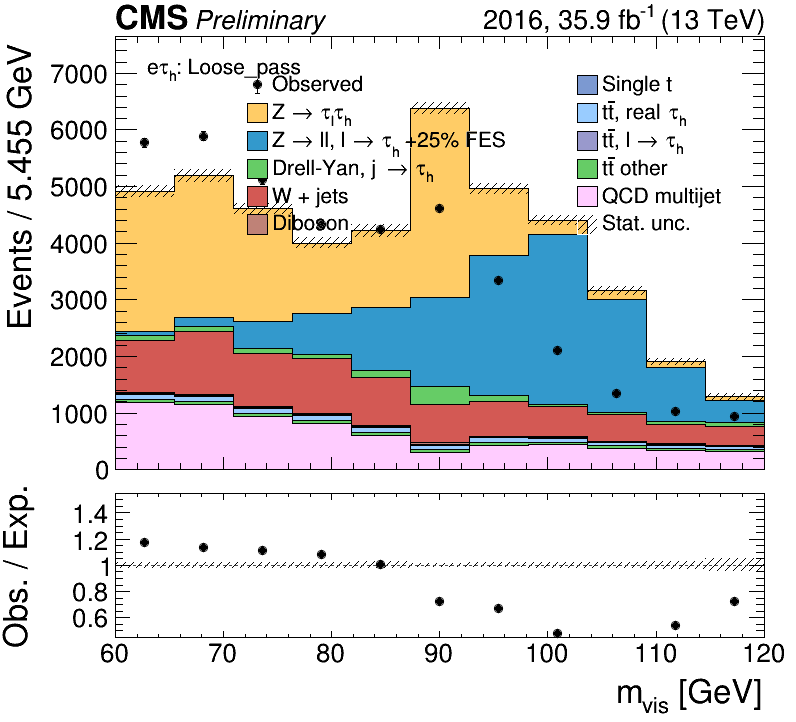 CMS Preliminary 2016, 35.9 fb⁻¹ (13 TeV)
Events / 5.455 GeV
7000
6000
5000
4000
3000
2000
1000
0
eτₕ: Loose_pass
Observed
Z → τₗτₕ
Z → ll, l → τₕ +25% FES
Drell-Yan, j → τₕ
W + jets
Diboson
Single t
tt̄, real τₕ
tt̄, l → τₕ
tt̄ other
QCD multijet
Stat. unc.
Obs. / Exp.
1.4
1.2
1
0.8
0.6
60 70 80 90 100 110 120
m_vis [GeV]